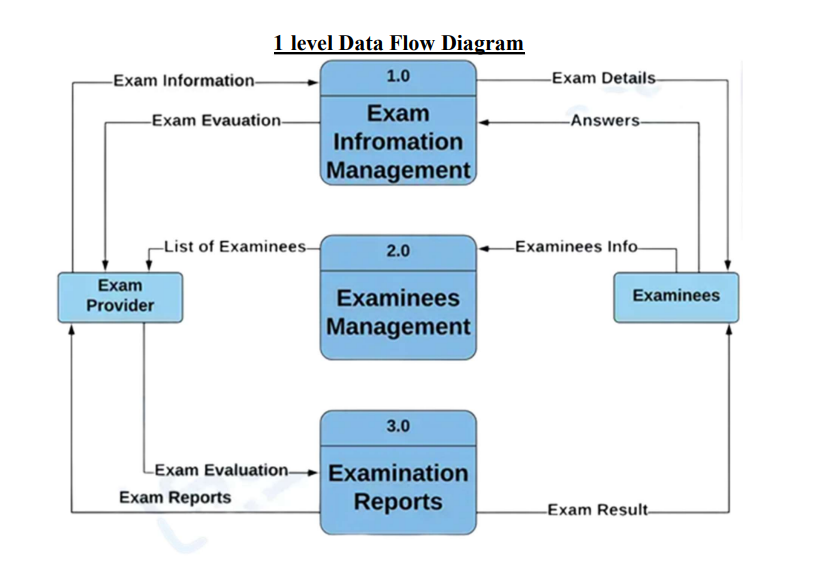 1 level Data Flow Diagram
Exam Information
1.0
Exam Details
Exam Evauation
Exam
Infromation
Management
Answers
List of Examinees
2.0
Examinees Info
Exam
Provider
Examinees
Management
Examinees
3.0
Exam Evaluation
Examination
Reports
Exam Reports
Exam Result